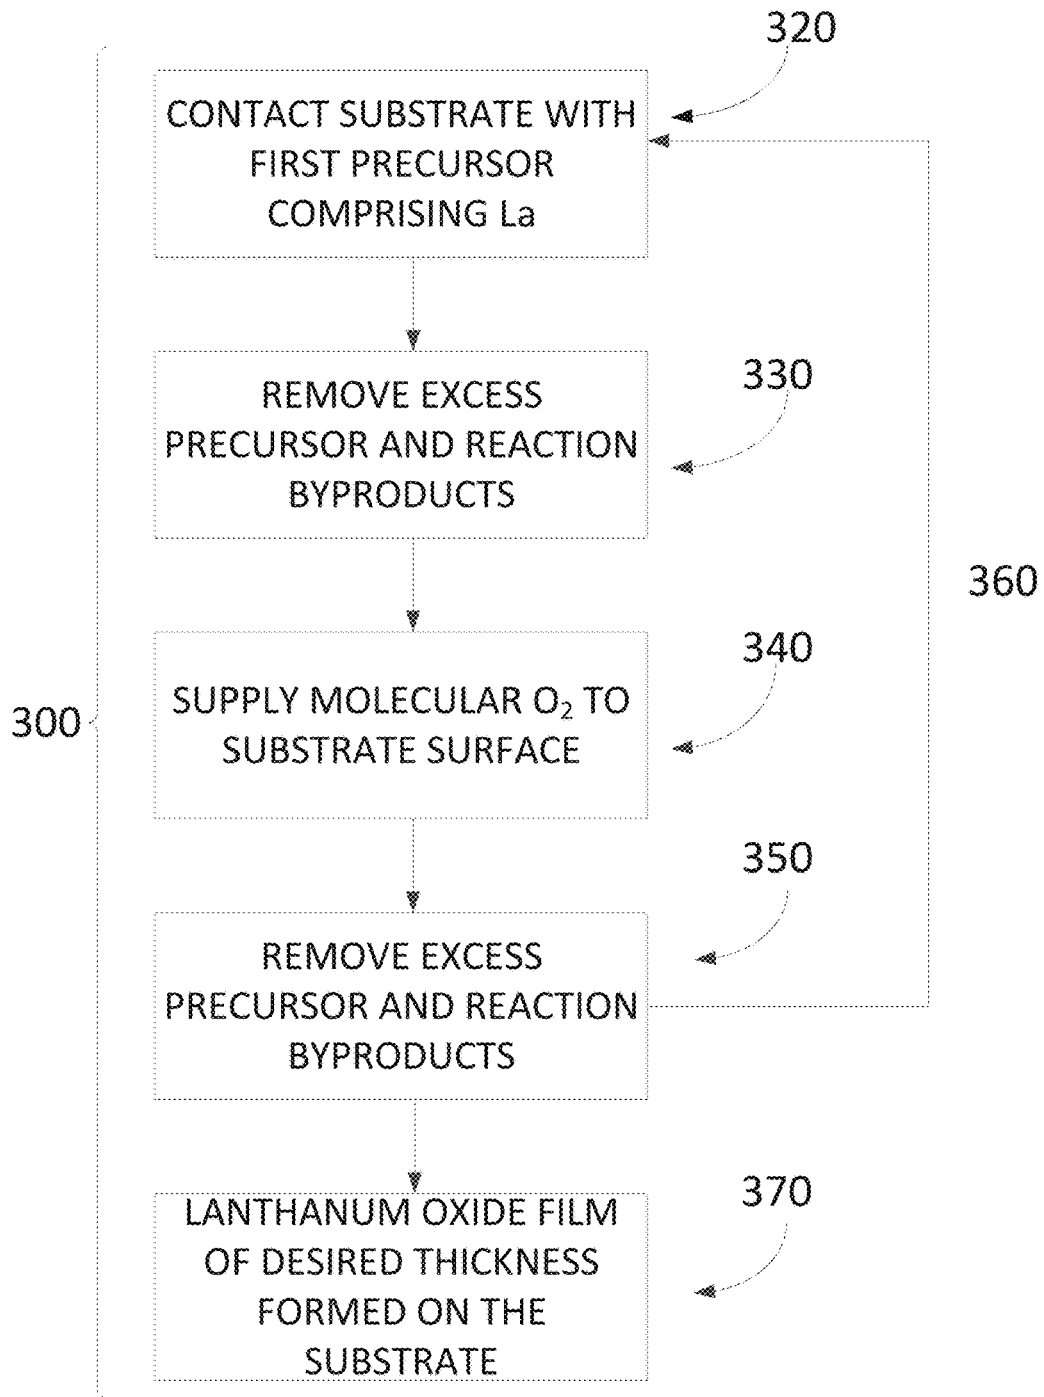 320
CONTACT SUBSTRATE WITH
FIRST PRECURSOR
COMPRISING La
330
REMOVE EXCESS
PRECURSOR AND REACTION
BYPRODUCTS
360
340
SUPPLY MOLECULAR O₂ TO
SUBSTRATE SURFACE
300
350
REMOVE EXCESS
PRECURSOR AND REACTION
BYPRODUCTS
370
LANTHANUM OXIDE FILM
OF DESIRED THICKNESS
FORMED ON THE
SUBSTRATE